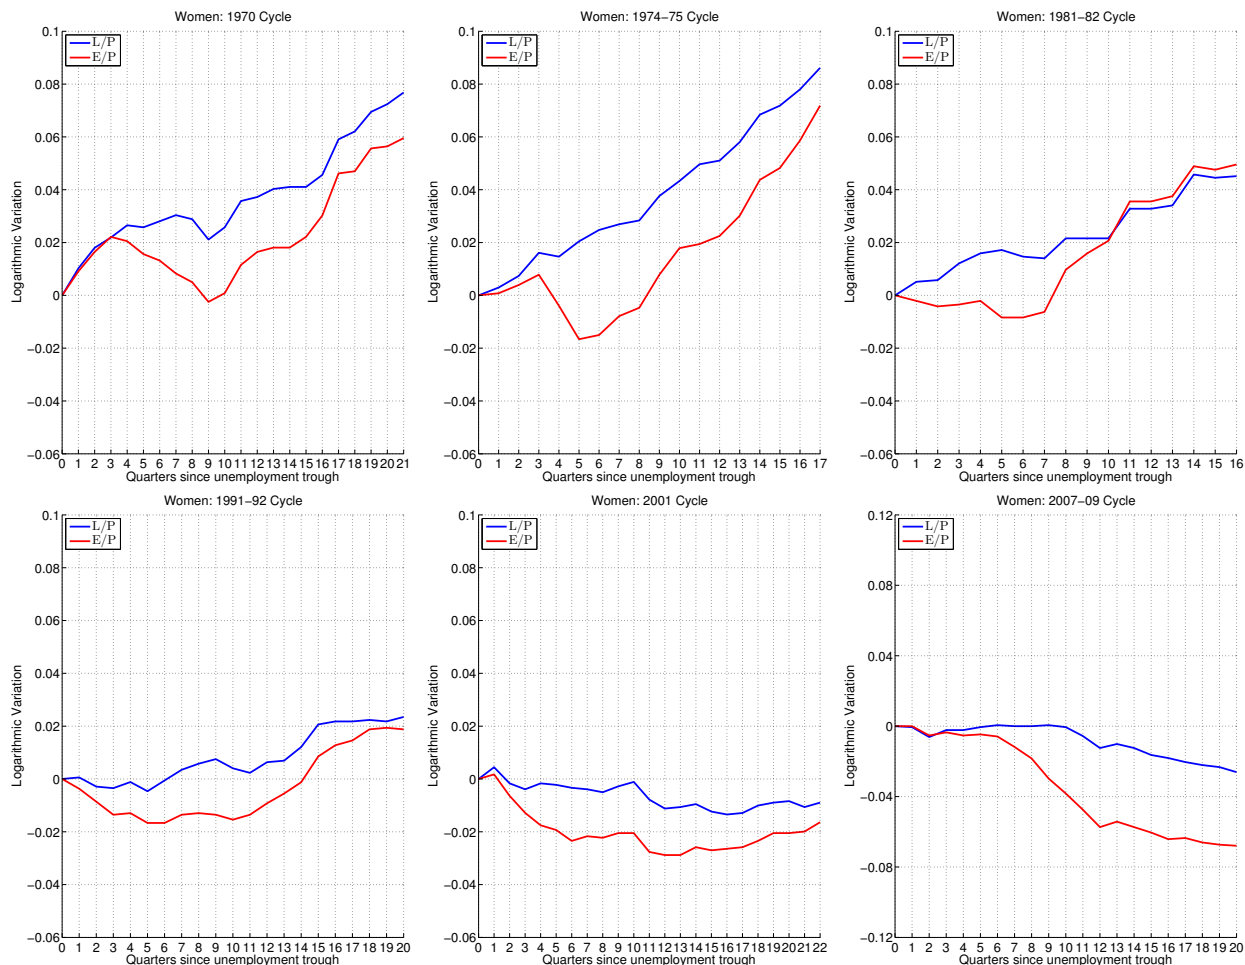 Women: 1970 Cycle
L/P
E/P
0.1
0.08
0.06
0.04
0.02
0
−0.02
−0.04
−0.06
Logarithmic Variation
0 1 2 3 4 5 6 7 8 9 10 11 12 13 14 15 16 17 18 19 20 21
Quarters since unemployment trough
Women: 1974−75 Cycle
L/P
E/P
0.1
0.08
0.06
0.04
0.02
0
−0.02
−0.04
−0.06
Logarithmic Variation
0 1 2 3 4 5 6 7 8 9 10 11 12 13 14 15 16 17
Quarters since unemployment trough
Women: 1981−82 Cycle
L/P
E/P
0.1
0.08
0.06
0.04
0.02
0
−0.02
−0.04
−0.06
Logarithmic Variation
0 1 2 3 4 5 6 7 8 9 10 11 12 13 14 15 16
Quarters since unemployment trough
Women: 1991−92 Cycle
L/P
E/P
0.1
0.08
0.06
0.04
0.02
0
−0.02
−0.04
−0.06
Logarithmic Variation
0 1 2 3 4 5 6 7 8 9 10 11 12 13 14 15 16 17 18 19 20
Quarters since unemployment trough
Women: 2001 Cycle
L/P
E/P
0.1
0.08
0.06
0.04
0.02
0
−0.02
−0.04
−0.06
Logarithmic Variation
0 1 2 3 4 5 6 7 8 9 10 11 12 13 14 15 16 17 18 19 20 21 22
Quarters since unemployment trough
Women: 2007−09 Cycle
L/P
E/P
0.12
0.08
0.04
0
−0.04
−0.08
−0.12
Logarithmic Variation
0 1 2 3 4 5 6 7 8 9 10 11 12 13 14 15 16 17 18 19 20
Quarters since unemployment trough